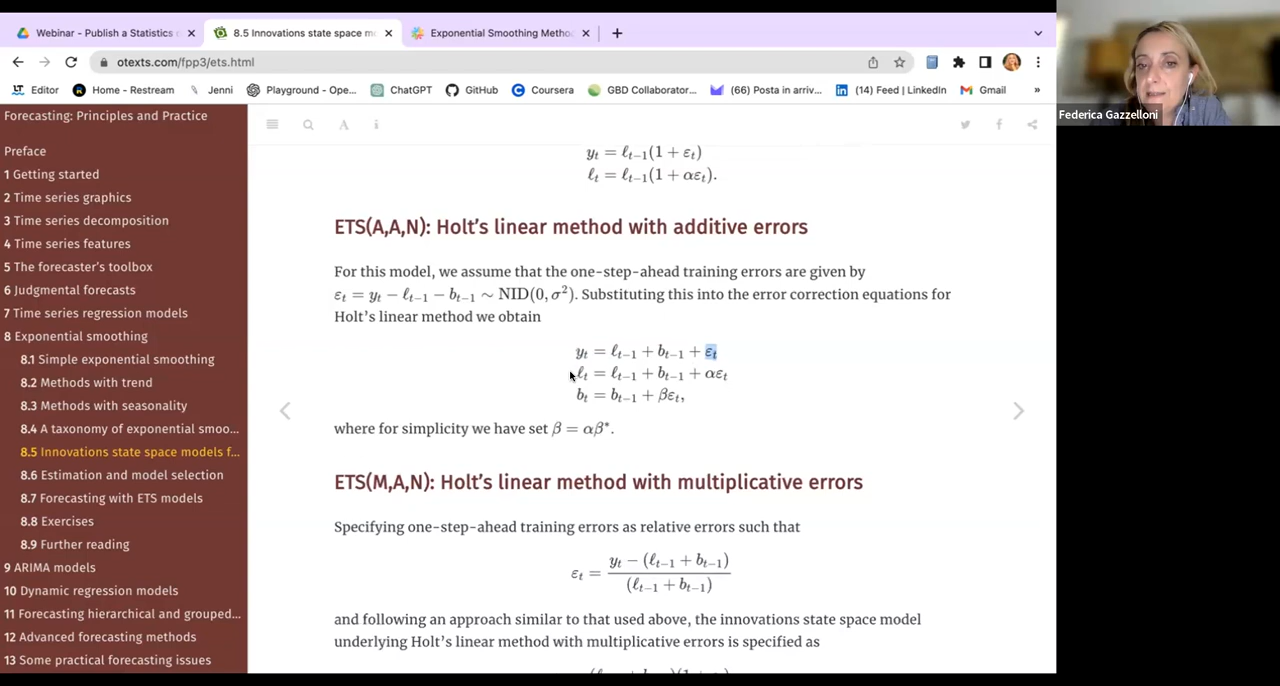 Webinar - Publish a Statistics
8.5 Innovations state space m
Exponential Smoothing Metho
otexts.com/fpp3/ets.html
Editor
Home - Restream
Jenni
Playground - Ope...
ChatGPT
GitHub
Coursera
GBD Collaborator...
(66) Posta in arriv...
(14) Feed | LinkedIn
Gmail
»
Forecasting: Principles and Practice
Preface
1 Getting started
2 Time series graphics
3 Time series decomposition
4 Time series features
5 The forecaster's toolbox
6 Judgmental forecasts
7 Time series regression models
8 Exponential smoothing
8.1 Simple exponential smoothing
8.2 Methods with trend
8.3 Methods with seasonality
8.4 A taxonomy of exponential smoo...
8.5 Innovations state space models f...
8.6 Estimation and model selection
8.7 Forecasting with ETS models
8.8 Exercises
8.9 Further reading
9 ARIMA models
10 Dynamic regression models
11 Forecasting hierarchical and grouped...
12 Advanced forecasting methods
13 Some practical forecasting issues
yₜ = ℓₜ₋₁(1 + εₜ)
ℓₜ = ℓₜ₋₁(1 + αεₜ).
ETS(A,A,N): Holt's linear method with additive errors
For this model, we assume that the one-step-ahead training errors are given by
εₜ = yₜ − ℓₜ₋₁ − bₜ₋₁ ∼ NID(0, σ²). Substituting this into the error correction equations for
Holt's linear method we obtain
yₜ = ℓₜ₋₁ + bₜ₋₁ + εₜ
ℓₜ = ℓₜ₋₁ + bₜ₋₁ + αεₜ
bₜ = bₜ₋₁ + βεₜ,
where for simplicity we have set β = αβ*.
ETS(M,A,N): Holt's linear method with multiplicative errors
Specifying one-step-ahead training errors as relative errors such that
εₜ = yₜ − (ℓₜ₋₁ + bₜ₋₁)
(ℓₜ₋₁ + bₜ₋₁)
and following an approach similar to that used above, the innovations state space model
underlying Holt's linear method with multiplicative errors is specified as
Federica Gazzelloni